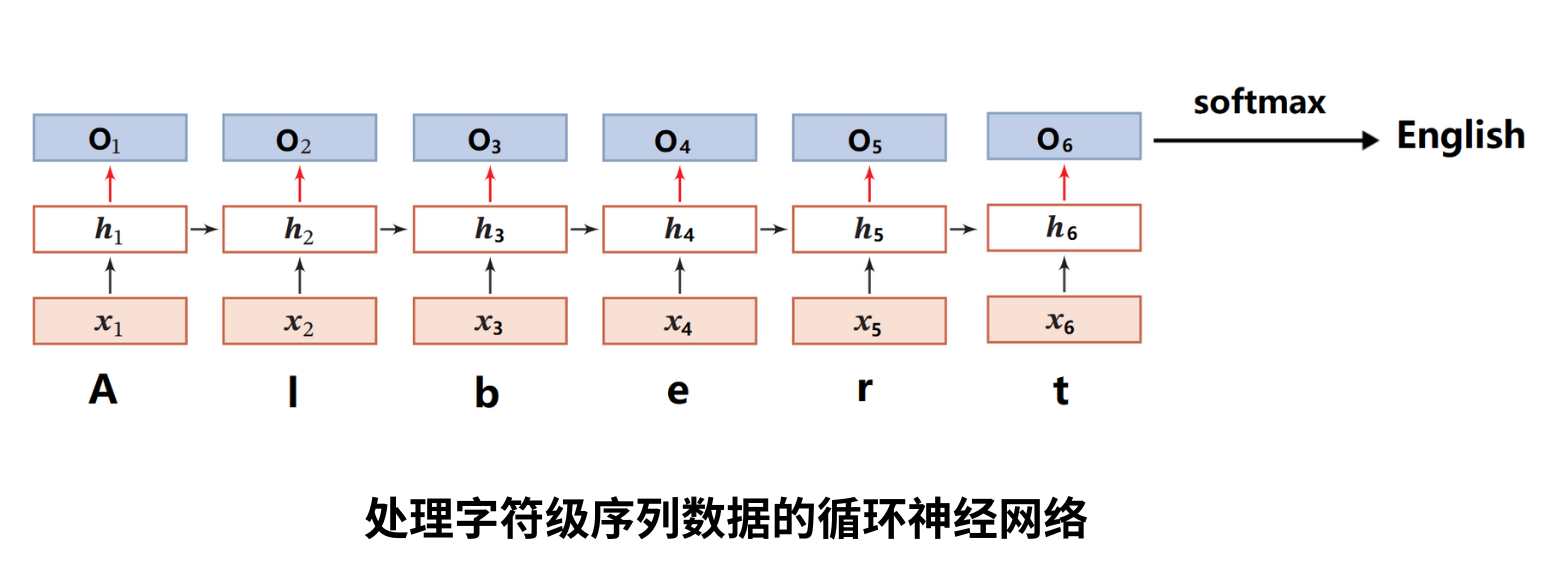 softmax
O₁ O₂ O₃ O₄ O₅ O₆ English
h₁ h₂ h₃ h₄ h₅ h₆
x₁ x₂ x₃ x₄ x₅ x₆
A l b e r t
处理字符级序列数据的循环神经网络